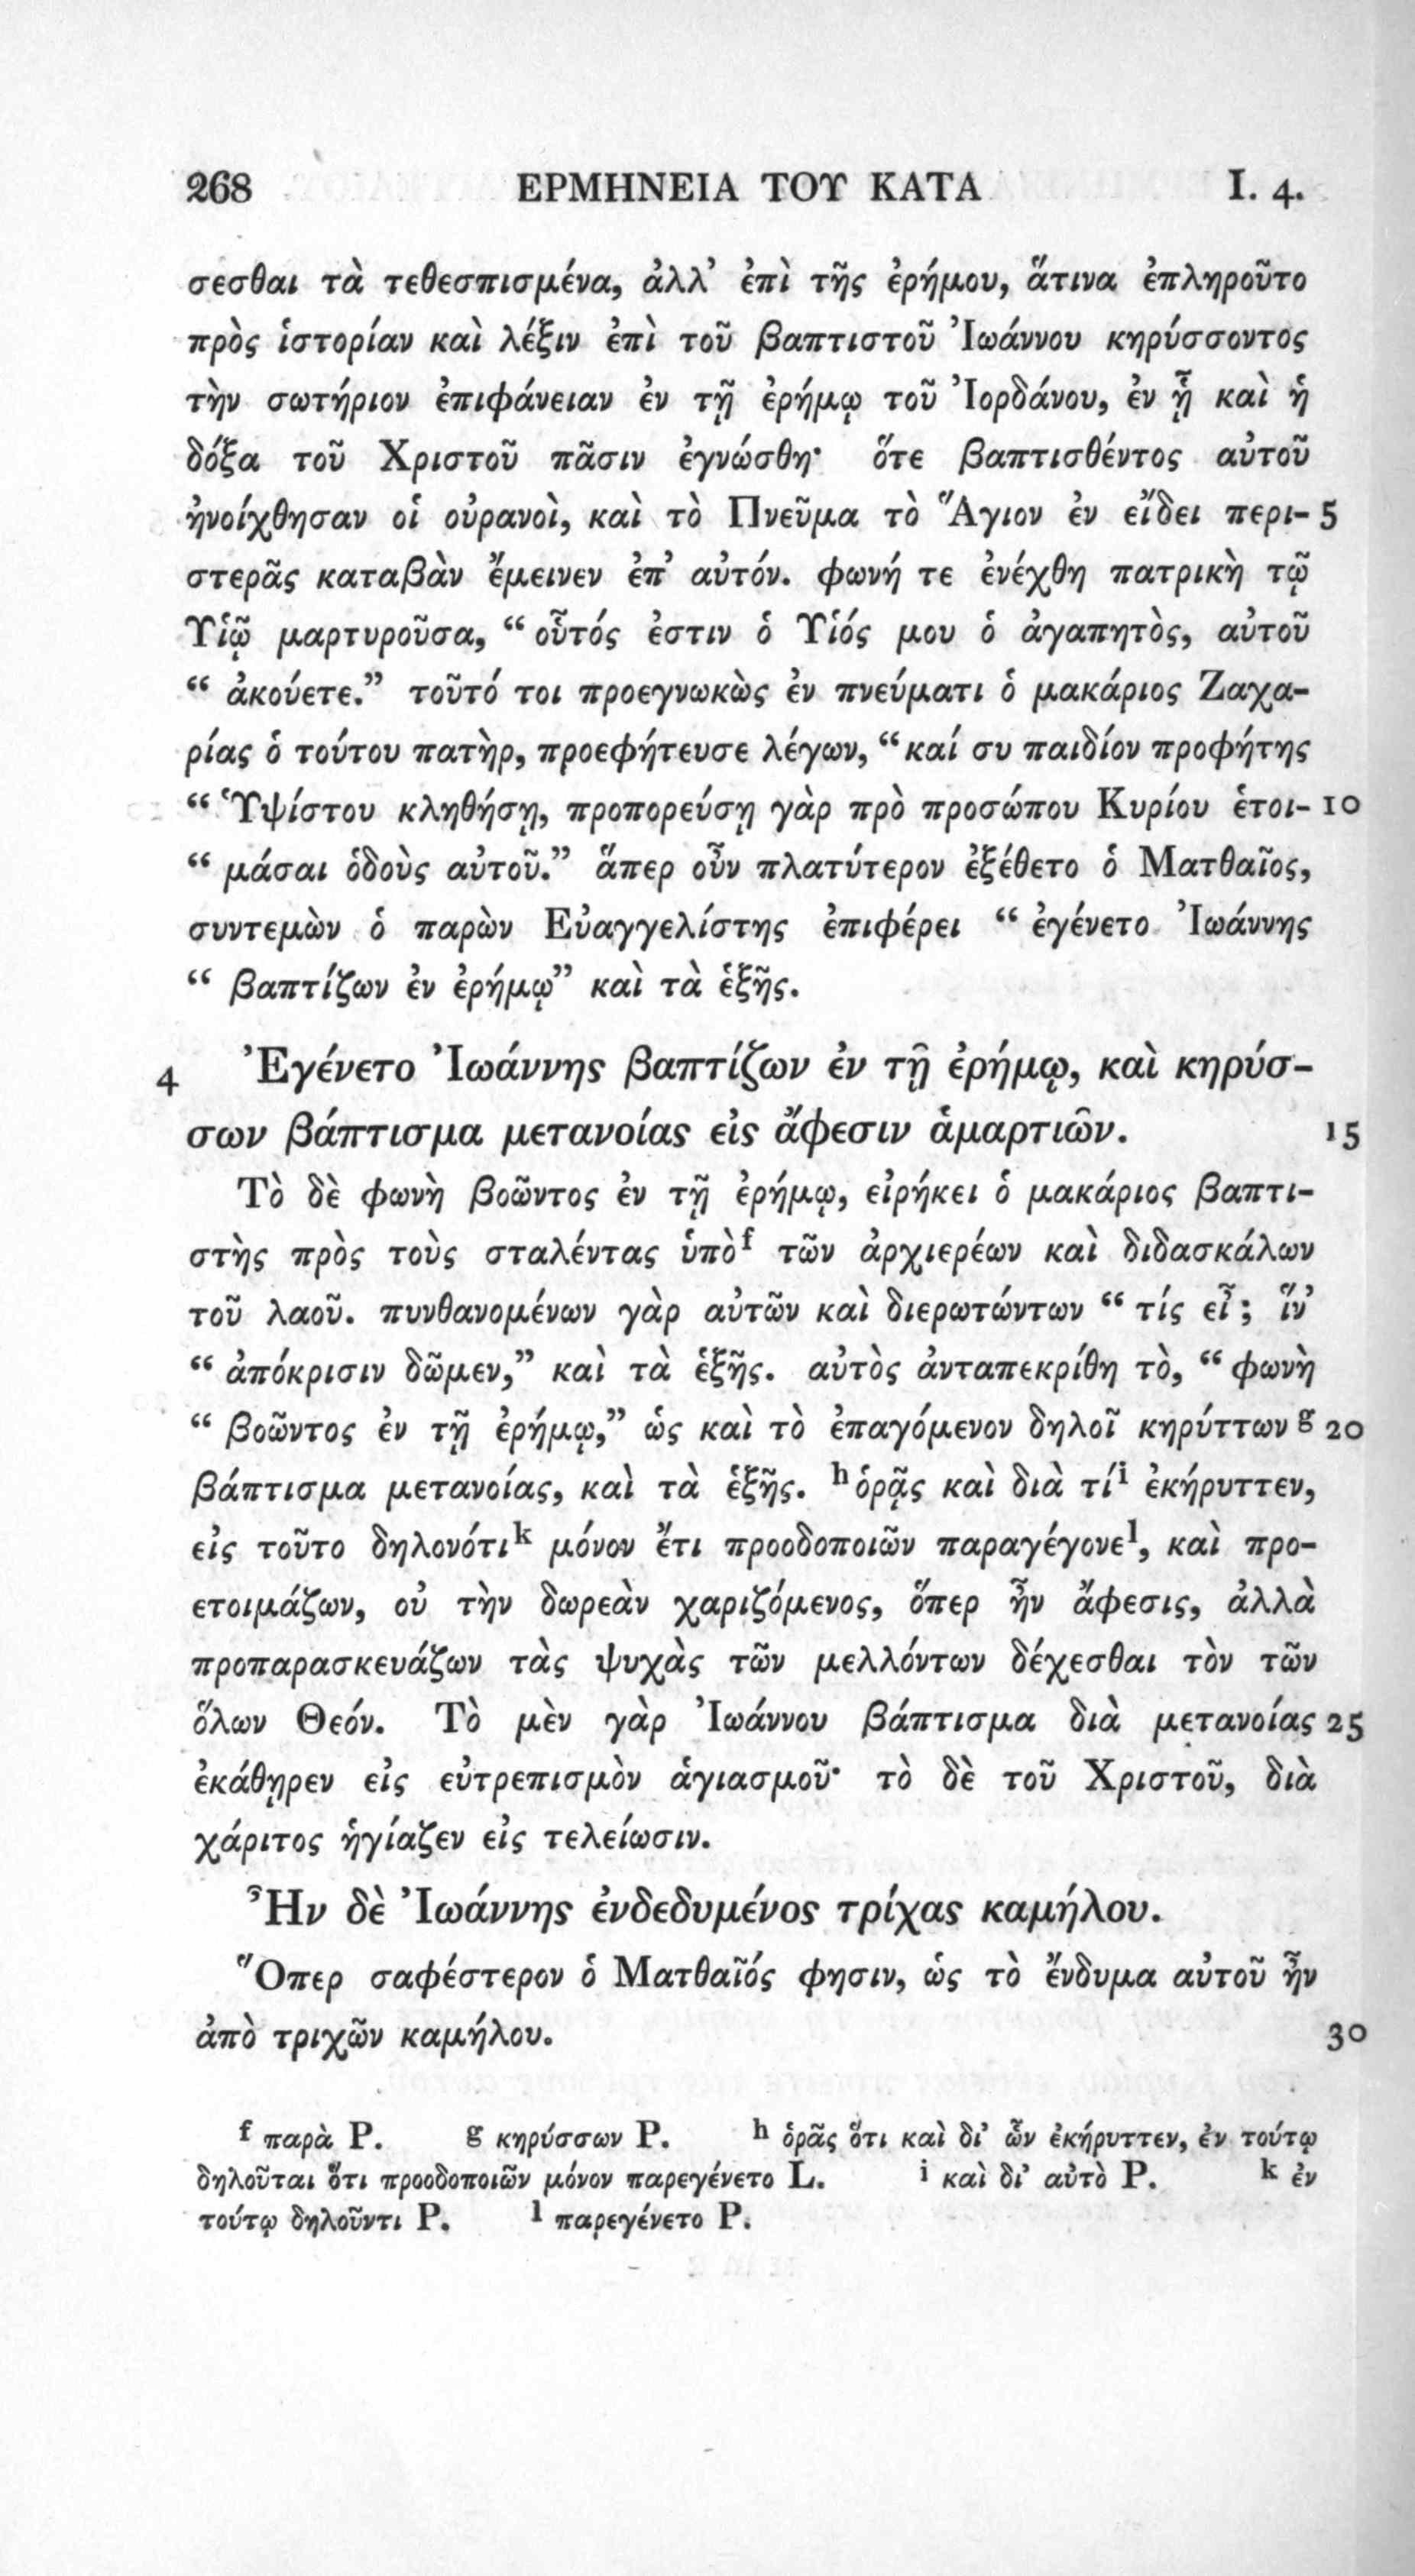 268 ΕΡΜΗΝΕΙΑ ΤΟΥ ΚΑΤΑ I. 4.
σεσθαι τὰ τεθεσπισμένα, ἀλλ’ ἐπὶ τῆς ἐρήμου, ἅτινα ἐπληροῦτο
πρὸς ἱστορίαν καὶ λέξιν ἐπὶ τοῦ βαπτιστοῦ Ἰωάννου κηρύσσοντος
τὴν σωτήριον ἐπιφάνειαν ἐν τῇ ἐρήμῳ τοῦ Ἰορδάνου, ἐν ᾗ καὶ ἡ
δόξα τοῦ Χριστοῦ πᾶσιν ἐγνώσθη· ὅτε βαπτισθέντος αὐτοῦ
ἠνοίχθησαν οἱ οὐρανοὶ, καὶ τὸ Πνεῦμα τὸ Ἅγιον ἐν εἴδει περι- 5
στερᾶς καταβὰν ἔμεινεν ἐπ’ αὐτόν. φωνή τε ἐνέχθη πατρικὴ τῷ
Υἱῷ μαρτυροῦσα, “ οὗτός ἐστιν ὁ Υἱός μου ὁ ἀγαπητὸς, αὐτοῦ
“ ἀκούετε.” τοῦτό τοι προεγνωκὼς ἐν πνεύματι ὁ μακάριος Ζαχα-
ρίας ὁ τούτου πατὴρ, προεφήτευσε λέγων, “ καί συ παιδίον προφήτης
“ Ὑψίστου κληθήσῃ, προπορεύσῃ γὰρ πρὸ προσώπου Κυρίου ἑτοι- 10
“ μάσαι ὁδοὺς αὐτοῦ.” ἅπερ οὖν πλατύτερον ἐξέθετο ὁ Ματθαῖος,
συντεμὼν ὁ παρὼν Εὐαγγελίστης ἐπιφέρει “ ἐγένετο Ἰωάννης
“ βαπτίζων ἐν ἐρήμῳ” καὶ τὰ ἑξῆς.
4 Ἐγένετο Ἰωάννης βαπτίζων ἐν τῇ ἐρήμῳ, καὶ κηρύσ-
σων βάπτισμα μετανοίας εἰς ἄφεσιν ἁμαρτιῶν. 15
Τὸ δὲ φωνὴ βοῶντος ἐν τῇ ἐρήμῳ, εἰρήκει ὁ μακάριος βαπτι-
στὴς πρὸς τοὺς σταλέντας ὑπὸ f τῶν ἀρχιερέων καὶ διδασκάλων
τοῦ λαοῦ. πυνθανομένων γὰρ αὐτῶν καὶ διερωτώντων “ τίς εἶ; ἵν’
“ ἀπόκρισιν δῶμεν,” καὶ τὰ ἑξῆς. αὐτὸς ἀνταπεκρίθη τὸ, “ φωνὴ
“ βοῶντος ἐν τῇ ἐρήμῳ,” ὡς καὶ τὸ ἐπαγόμενον δηλοῖ κηρύττων g 20
βάπτισμα μετανοίας, καὶ τὰ ἑξῆς. h ὁρᾷς καὶ διὰ τί i ἐκήρυττεν,
εἰς τοῦτο δηλονότι k μόνον ἔτι προοδοποιῶν παραγέγονε l, καὶ προ-
ετοιμάζων, οὐ τὴν δωρεὰν χαριζόμενος, ὅπερ ἦν ἄφεσις, ἀλλὰ
προπαρασκευάζων τὰς ψυχὰς τῶν μελλόντων δέχεσθαι τὸν τῶν
ὅλων Θεόν. Τὸ μὲν γὰρ Ἰωάννου βάπτισμα διὰ μετανοίας 25
ἐκάθῃρεν εἰς εὐτρεπισμὸν ἁγιασμοῦ· τὸ δὲ τοῦ Χριστοῦ, διὰ
χάριτος ἡγίαζεν εἰς τελείωσιν.
Ἦν δὲ Ἰωάννης ἐνδεδυμένος τρίχας καμήλου.
Ὅπερ σαφέστερον ὁ Ματθαῖός φησιν, ὡς τὸ ἔνδυμα αὐτοῦ ἦν
ἀπὸ τριχῶν καμήλου. 30
f παρὰ P. g κηρύσσων P. h ὁρᾶς ὅτι καὶ δι’ ὧν ἐκήρυττεν, ἐν τούτῳ
δηλοῦται ὅτι προοδοποιῶν μόνον παρεγένετο L. i καὶ δι’ αὐτὸ P. k ἐν
τούτῳ δηλοῦντι P. l παρεγένετο P.